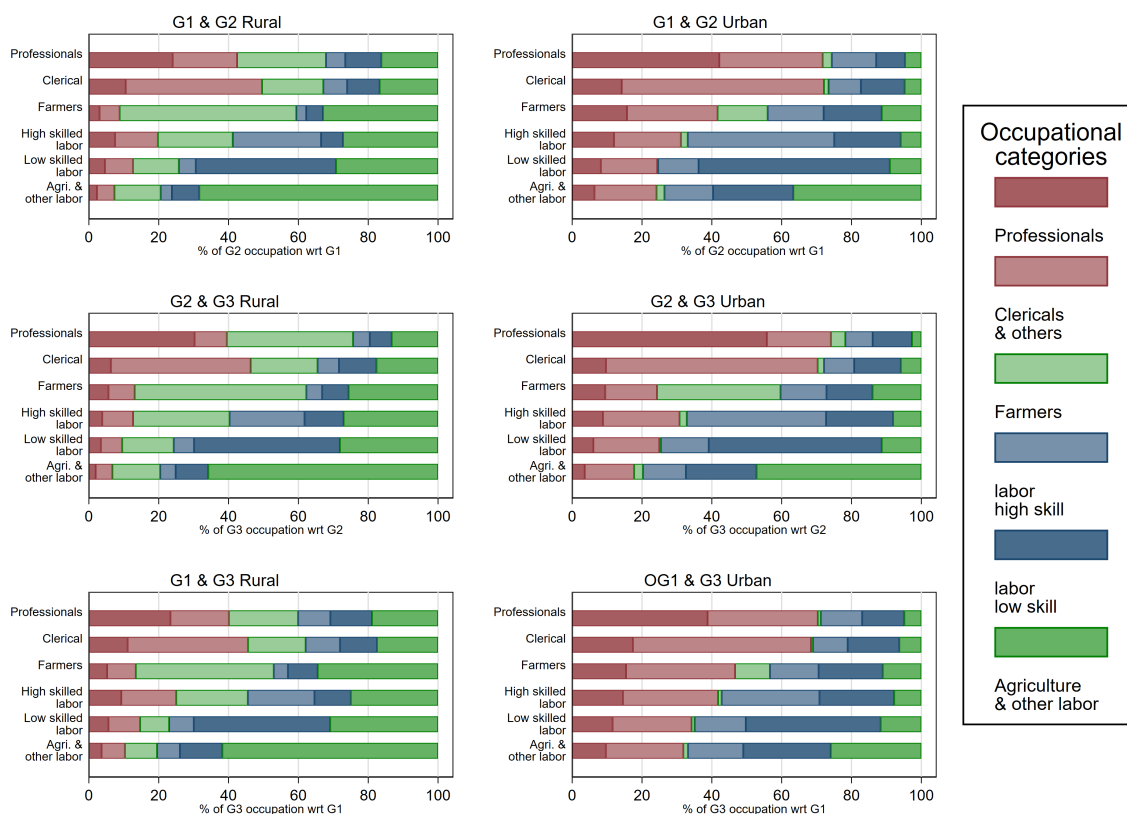 G1 & G2 Rural
Professionals
Clerical
Farmers
High skilled
labor
Low skilled
labor
Agri. &
other labor
0 20 40 60 80 100
% of G2 occupation wrt G1
G1 & G2 Urban
Professionals
Clerical
Farmers
High skilled
labor
Low skilled
labor
Agri. &
other labor
0 20 40 60 80 100
% of G2 occupation wrt G1
G2 & G3 Rural
Professionals
Clerical
Farmers
High skilled
labor
Low skilled
labor
Agri. &
other labor
0 20 40 60 80 100
% of G3 occupation wrt G2
G2 & G3 Urban
Professionals
Clerical
Farmers
High skilled
labor
Low skilled
labor
Agri. &
other labor
0 20 40 60 80 100
% of G3 occupation wrt G2
G1 & G3 Rural
Professionals
Clerical
Farmers
High skilled
labor
Low skilled
labor
Agri. &
other labor
0 20 40 60 80 100
% of G3 occupation wrt G1
OG1 & G3 Urban
Professionals
Clerical
Farmers
High skilled
labor
Low skilled
labor
Agri. &
other labor
0 20 40 60 80 100
% of G3 occupation wrt G1
Occupational
categories
Professionals
Clericals
& others
Farmers
labor
high skill
labor
low skill
Agriculture
& other labor